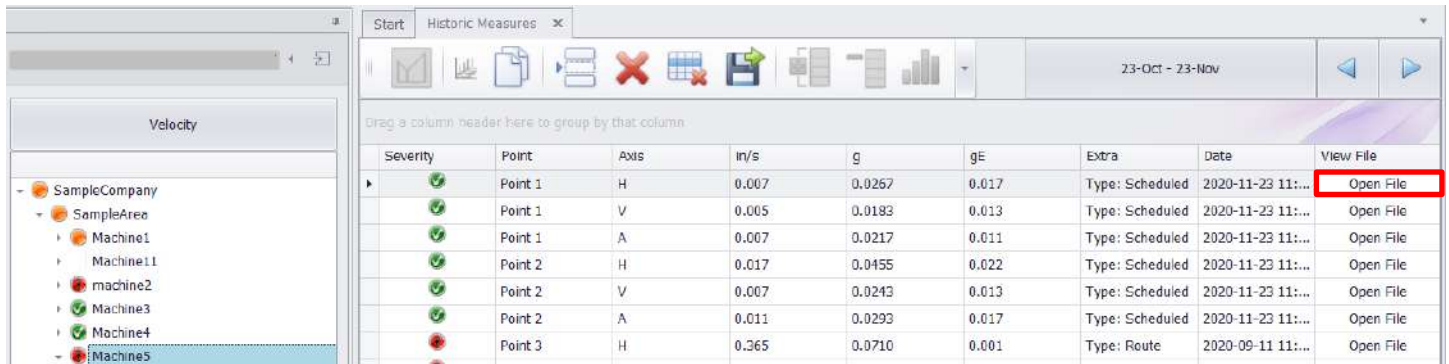 Start Historic Measures
23-Oct - 23-Nov
Velocity
Drag a column header here to group by that column
Severity Point Axis in/s g gE Extra Date View File
SampleCompany
SampleArea
Machine1
Machine11
machine2
Machine3
Machine4
Machine5
Point 1 H 0.007 0.0267 0.017 Type: Scheduled 2020-11-23 11:... Open File
Point 1 V 0.005 0.0183 0.013 Type: Scheduled 2020-11-23 11:... Open File
Point 1 A 0.007 0.0217 0.011 Type: Scheduled 2020-11-23 11:... Open File
Point 2 H 0.017 0.0455 0.022 Type: Scheduled 2020-11-23 11:... Open File
Point 2 V 0.007 0.0243 0.013 Type: Scheduled 2020-11-23 11:... Open File
Point 2 A 0.011 0.0293 0.017 Type: Scheduled 2020-11-23 11:... Open File
Point 3 H 0.365 0.0710 0.001 Type: Route 2020-09-11 11:... Open File